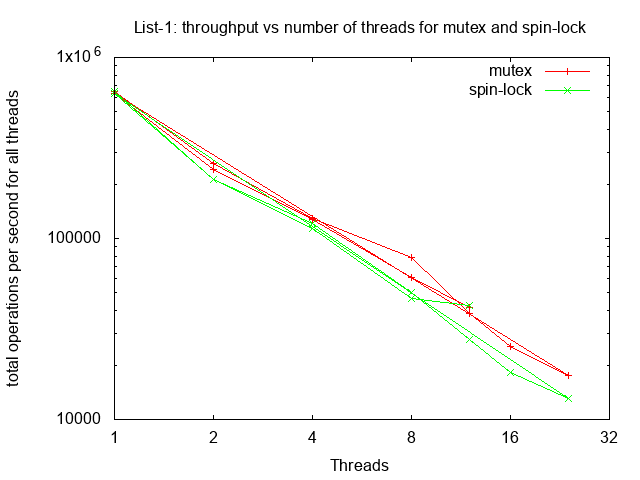 List-1: throughput vs number of threads for mutex and spin-lock
1x10^6
mutex
spin-lock
total operations per second for all threads
100000
10000
1 2 4 8 16 32
Threads